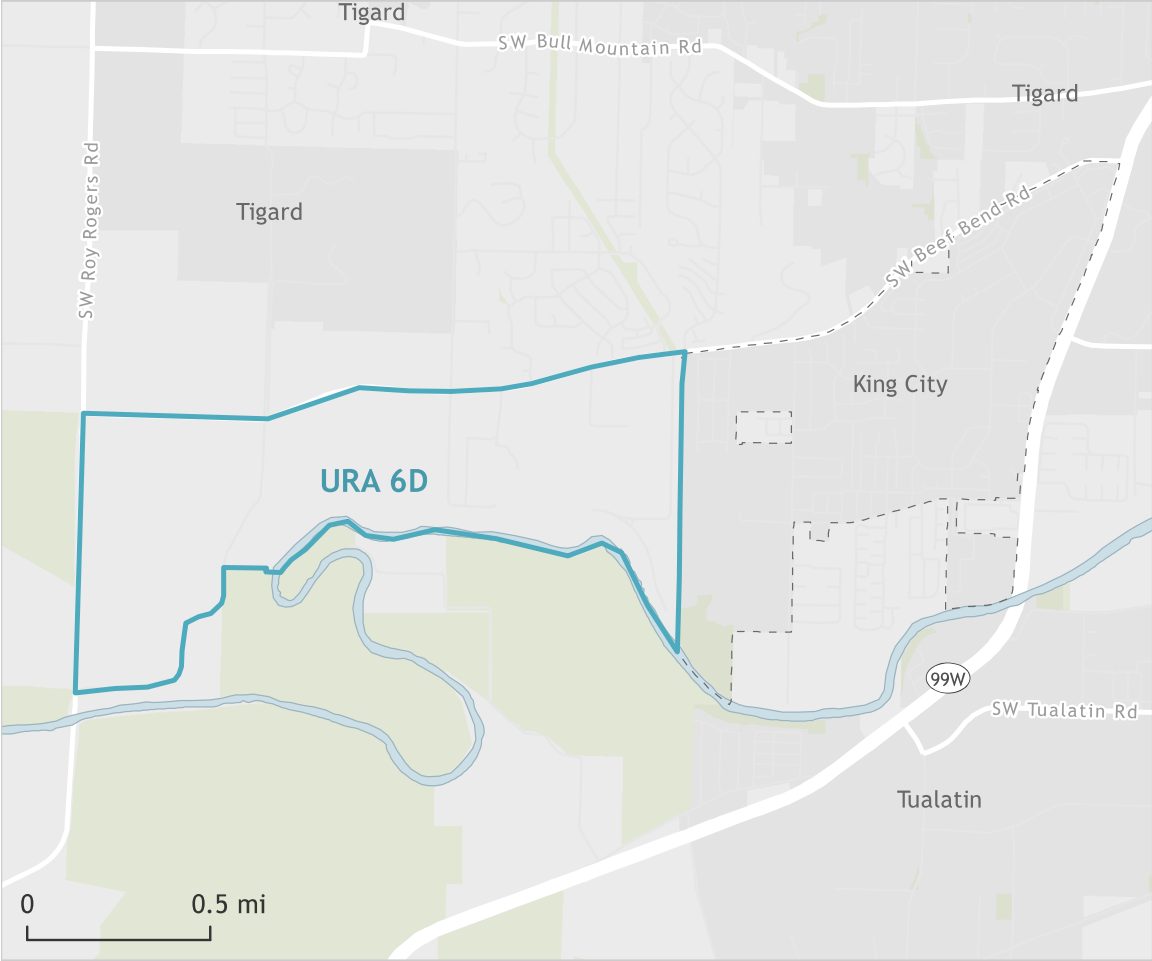 Tigard
SW Bull Mountain Rd
Tigard
SW Roy Rogers Rd
Tigard
SW Beef Bend Rd
King City
URA 6D
99W
SW Tualatin Rd
Tualatin
0
0.5 mi